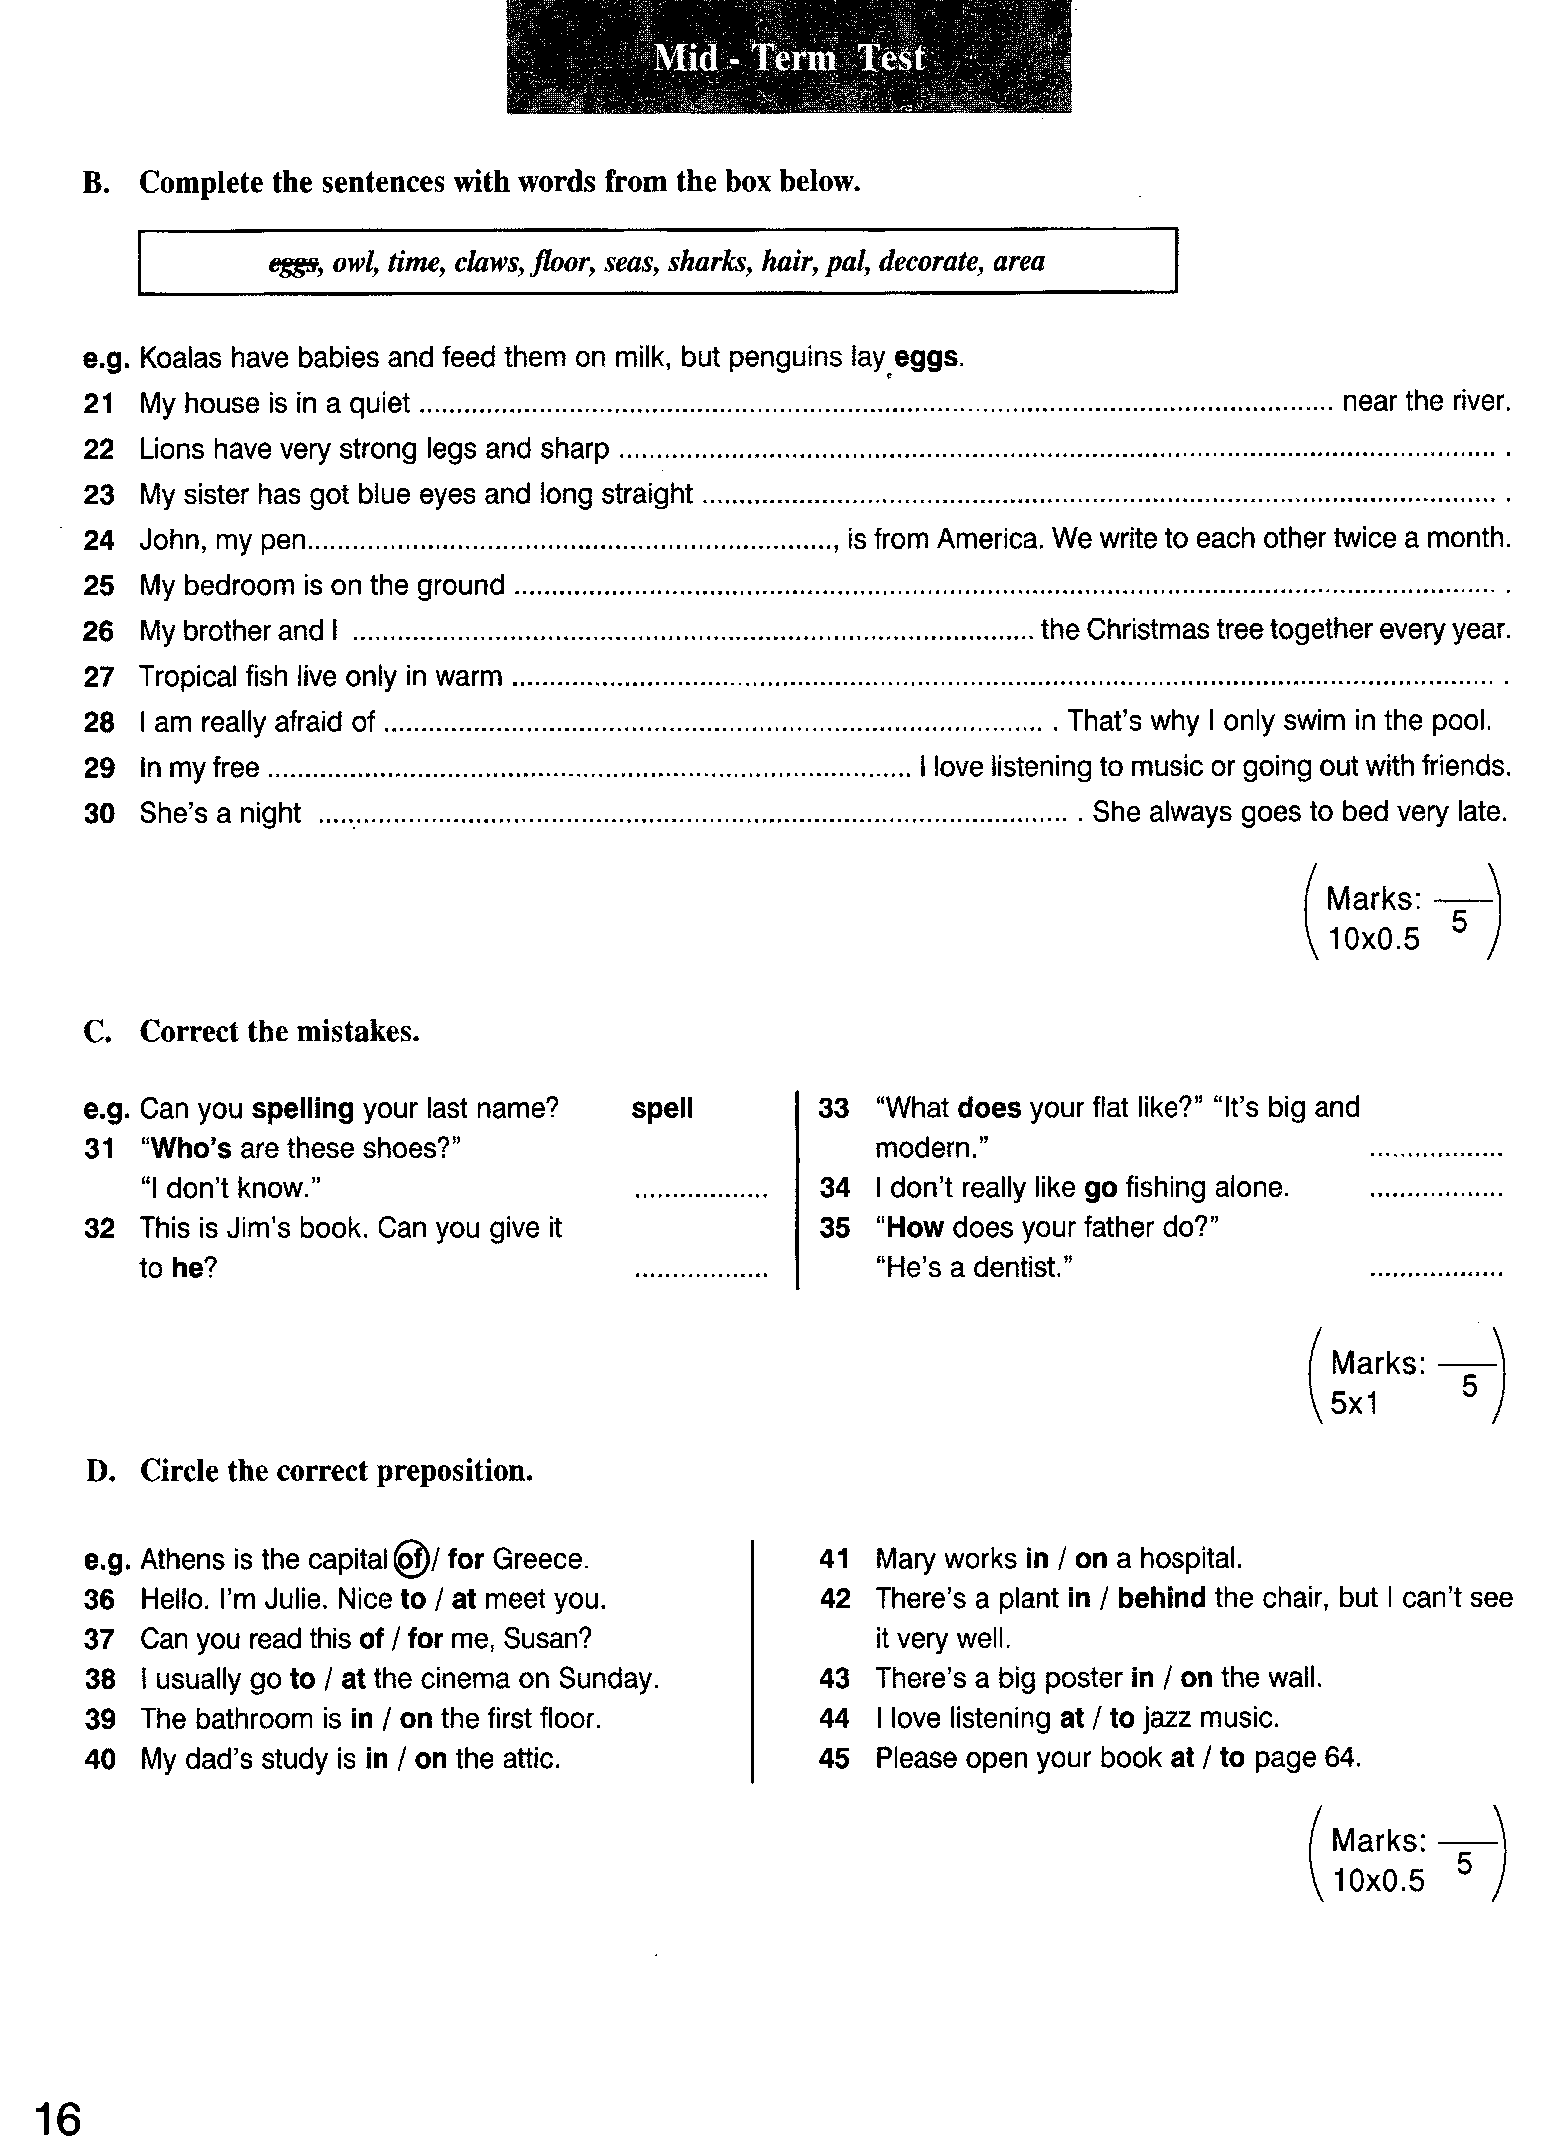 Mid - Term Test
B. Complete the sentences with words from the box below.
eggs, owl, time, claws, floor, seas, sharks, hair, pal, decorate, area
e.g. Koalas have babies and feed them on milk, but penguins lay eggs.
21 My house is in a quiet ........................................ near the river.
22 Lions have very strong legs and sharp ........................................ .
23 My sister has got blue eyes and long straight ........................................ .
24 John, my pen........................................, is from America. We write to each other twice a month.
25 My bedroom is on the ground ........................................ .
26 My brother and I ........................................ the Christmas tree together every year.
27 Tropical fish live only in warm ........................................ .
28 I am really afraid of ........................................ . That's why I only swim in the pool.
29 In my free ........................................ I love listening to music or going out with friends.
30 She's a night ........................................ . She always goes to bed very late.
Marks:
10x0.5 5
C. Correct the mistakes.
e.g. Can you spelling your last name? spell
31 "Who's are these shoes?"
"I don't know." ..................
32 This is Jim's book. Can you give it
to he? ..................
33 "What does your flat like?" "It's big and
modern." ..................
34 I don't really like go fishing alone. ..................
35 "How does your father do?"
"He's a dentist." ..................
Marks:
5x1 5
D. Circle the correct preposition.
e.g. Athens is the capital of / for Greece.
36 Hello. I'm Julie. Nice to / at meet you.
37 Can you read this of / for me, Susan?
38 I usually go to / at the cinema on Sunday.
39 The bathroom is in / on the first floor.
40 My dad's study is in / on the attic.
41 Mary works in / on a hospital.
42 There's a plant in / behind the chair, but I can't see
it very well.
43 There's a big poster in / on the wall.
44 I love listening at / to jazz music.
45 Please open your book at / to page 64.
Marks:
10x0.5 5
16